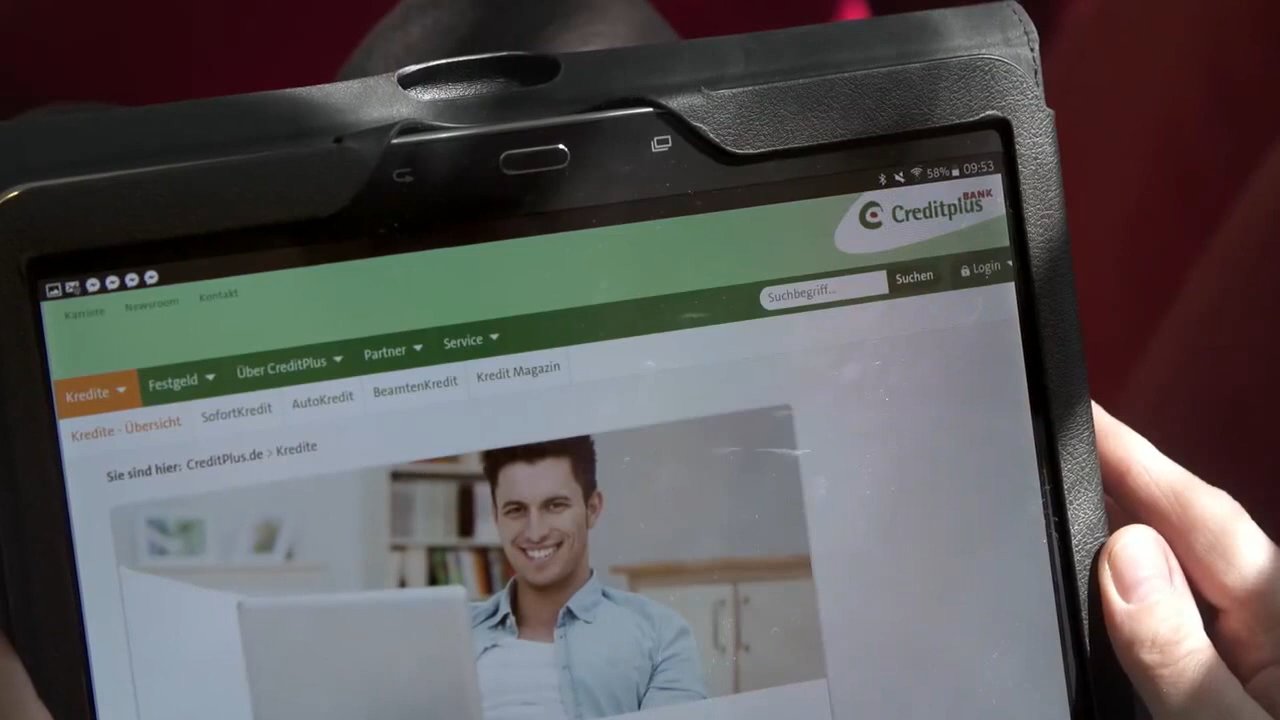 58% 09:53
Creditplus BANK
Karriere Newsroom Kontakt
Suchbegriff... Suchen Login
Kredite Festgeld Über CreditPlus Partner Service
Kredite - Übersicht SofortKredit AutoKredit BeamtenKredit Kredit Magazin
Sie sind hier: CreditPlus.de > Kredite